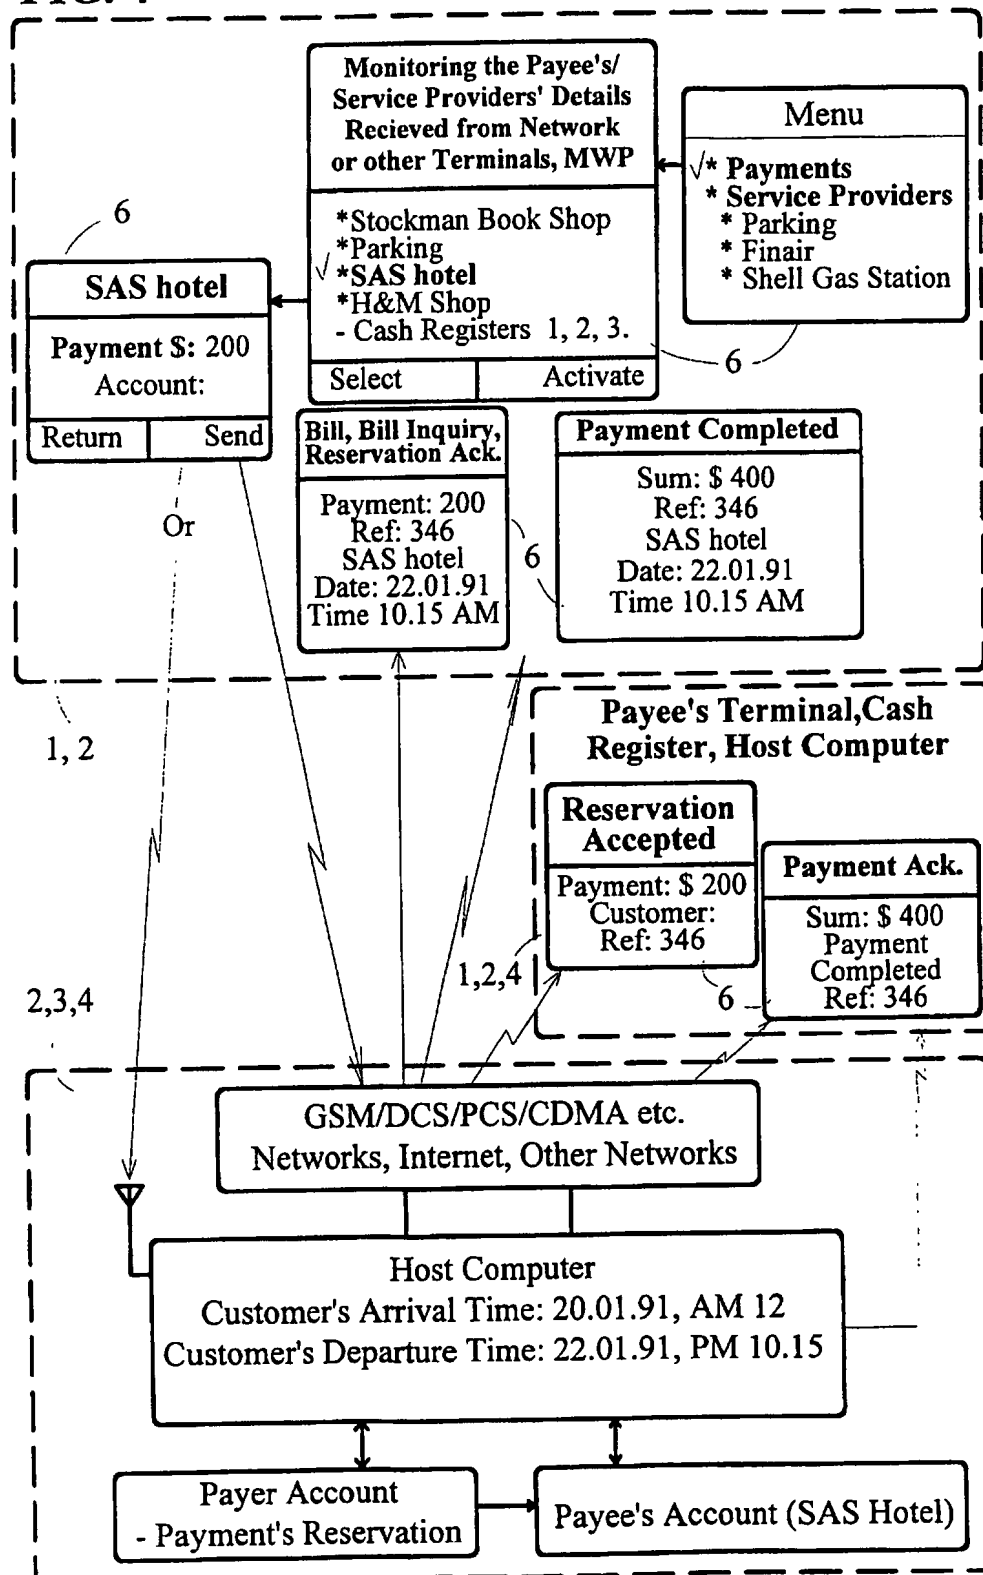 Monitoring the Payee's/
Service Providers' Details
Recieved from Network
or other Terminals, MWP
*Stockman Book Shop
*Parking
√ *SAS hotel
*H&M Shop
- Cash Registers 1, 2, 3.
Select Activate
Menu
√* Payments
* Service Providers
* Parking
* Finair
* Shell Gas Station
6
6
SAS hotel
Payment $: 200
Account:
Return Send
Or
Bill, Bill Inquiry,
Reservation Ack.
Payment: 200
Ref: 346
SAS hotel
Date: 22.01.91
Time 10.15 AM
6
Payment Completed
Sum: $ 400
Ref: 346
SAS hotel
Date: 22.01.91
Time 10.15 AM
1, 2
Payee's Terminal,Cash
Register, Host Computer
Reservation
Accepted
Payment: $ 200
Customer:
Ref: 346
Payment Ack.
Sum: $ 400
Payment
Completed
Ref: 346
1,2,4
6
2,3,4
GSM/DCS/PCS/CDMA etc.
Networks, Internet, Other Networks
Host Computer
Customer's Arrival Time: 20.01.91, AM 12
Customer's Departure Time: 22.01.91, PM 10.15
Payer Account
- Payment's Reservation
Payee's Account (SAS Hotel)